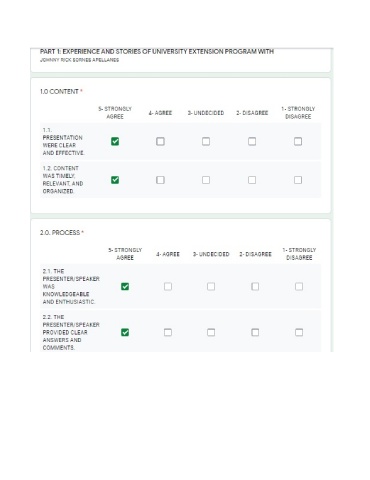 PART 1: EXPERIENCE AND STORIES OF UNIVERSITY EXTENSION PROGRAM WITH
JOHNNY RICK
1.0 CONTENT *
5- STRONGLY AGREE 4- AGREE 3- UNDECIDED 2- DISAGREE 1- STRONGLY DISAGREE
1.1.
PRESENTATION
WERE CLEAR
AND EFFECTIVE.
1.2. CONTENT
WAS TIMELY,
RELEVANT, AND
ORGANIZED.
2.0. PROCESS *
5- STRONGLY AGREE 4- AGREE 3- UNDECIDED 2- DISAGREE 1- STRONGLY DISAGREE
2.1. THE
PRESENTER/SPEAKER
WAS
KNOWLEDGEABLE
AND ENTHUSIASTIC.
2.2. THE
PRESENTER/SPEAKER
PROVIDED CLEAR
ANSWERS AND
COMMENTS.